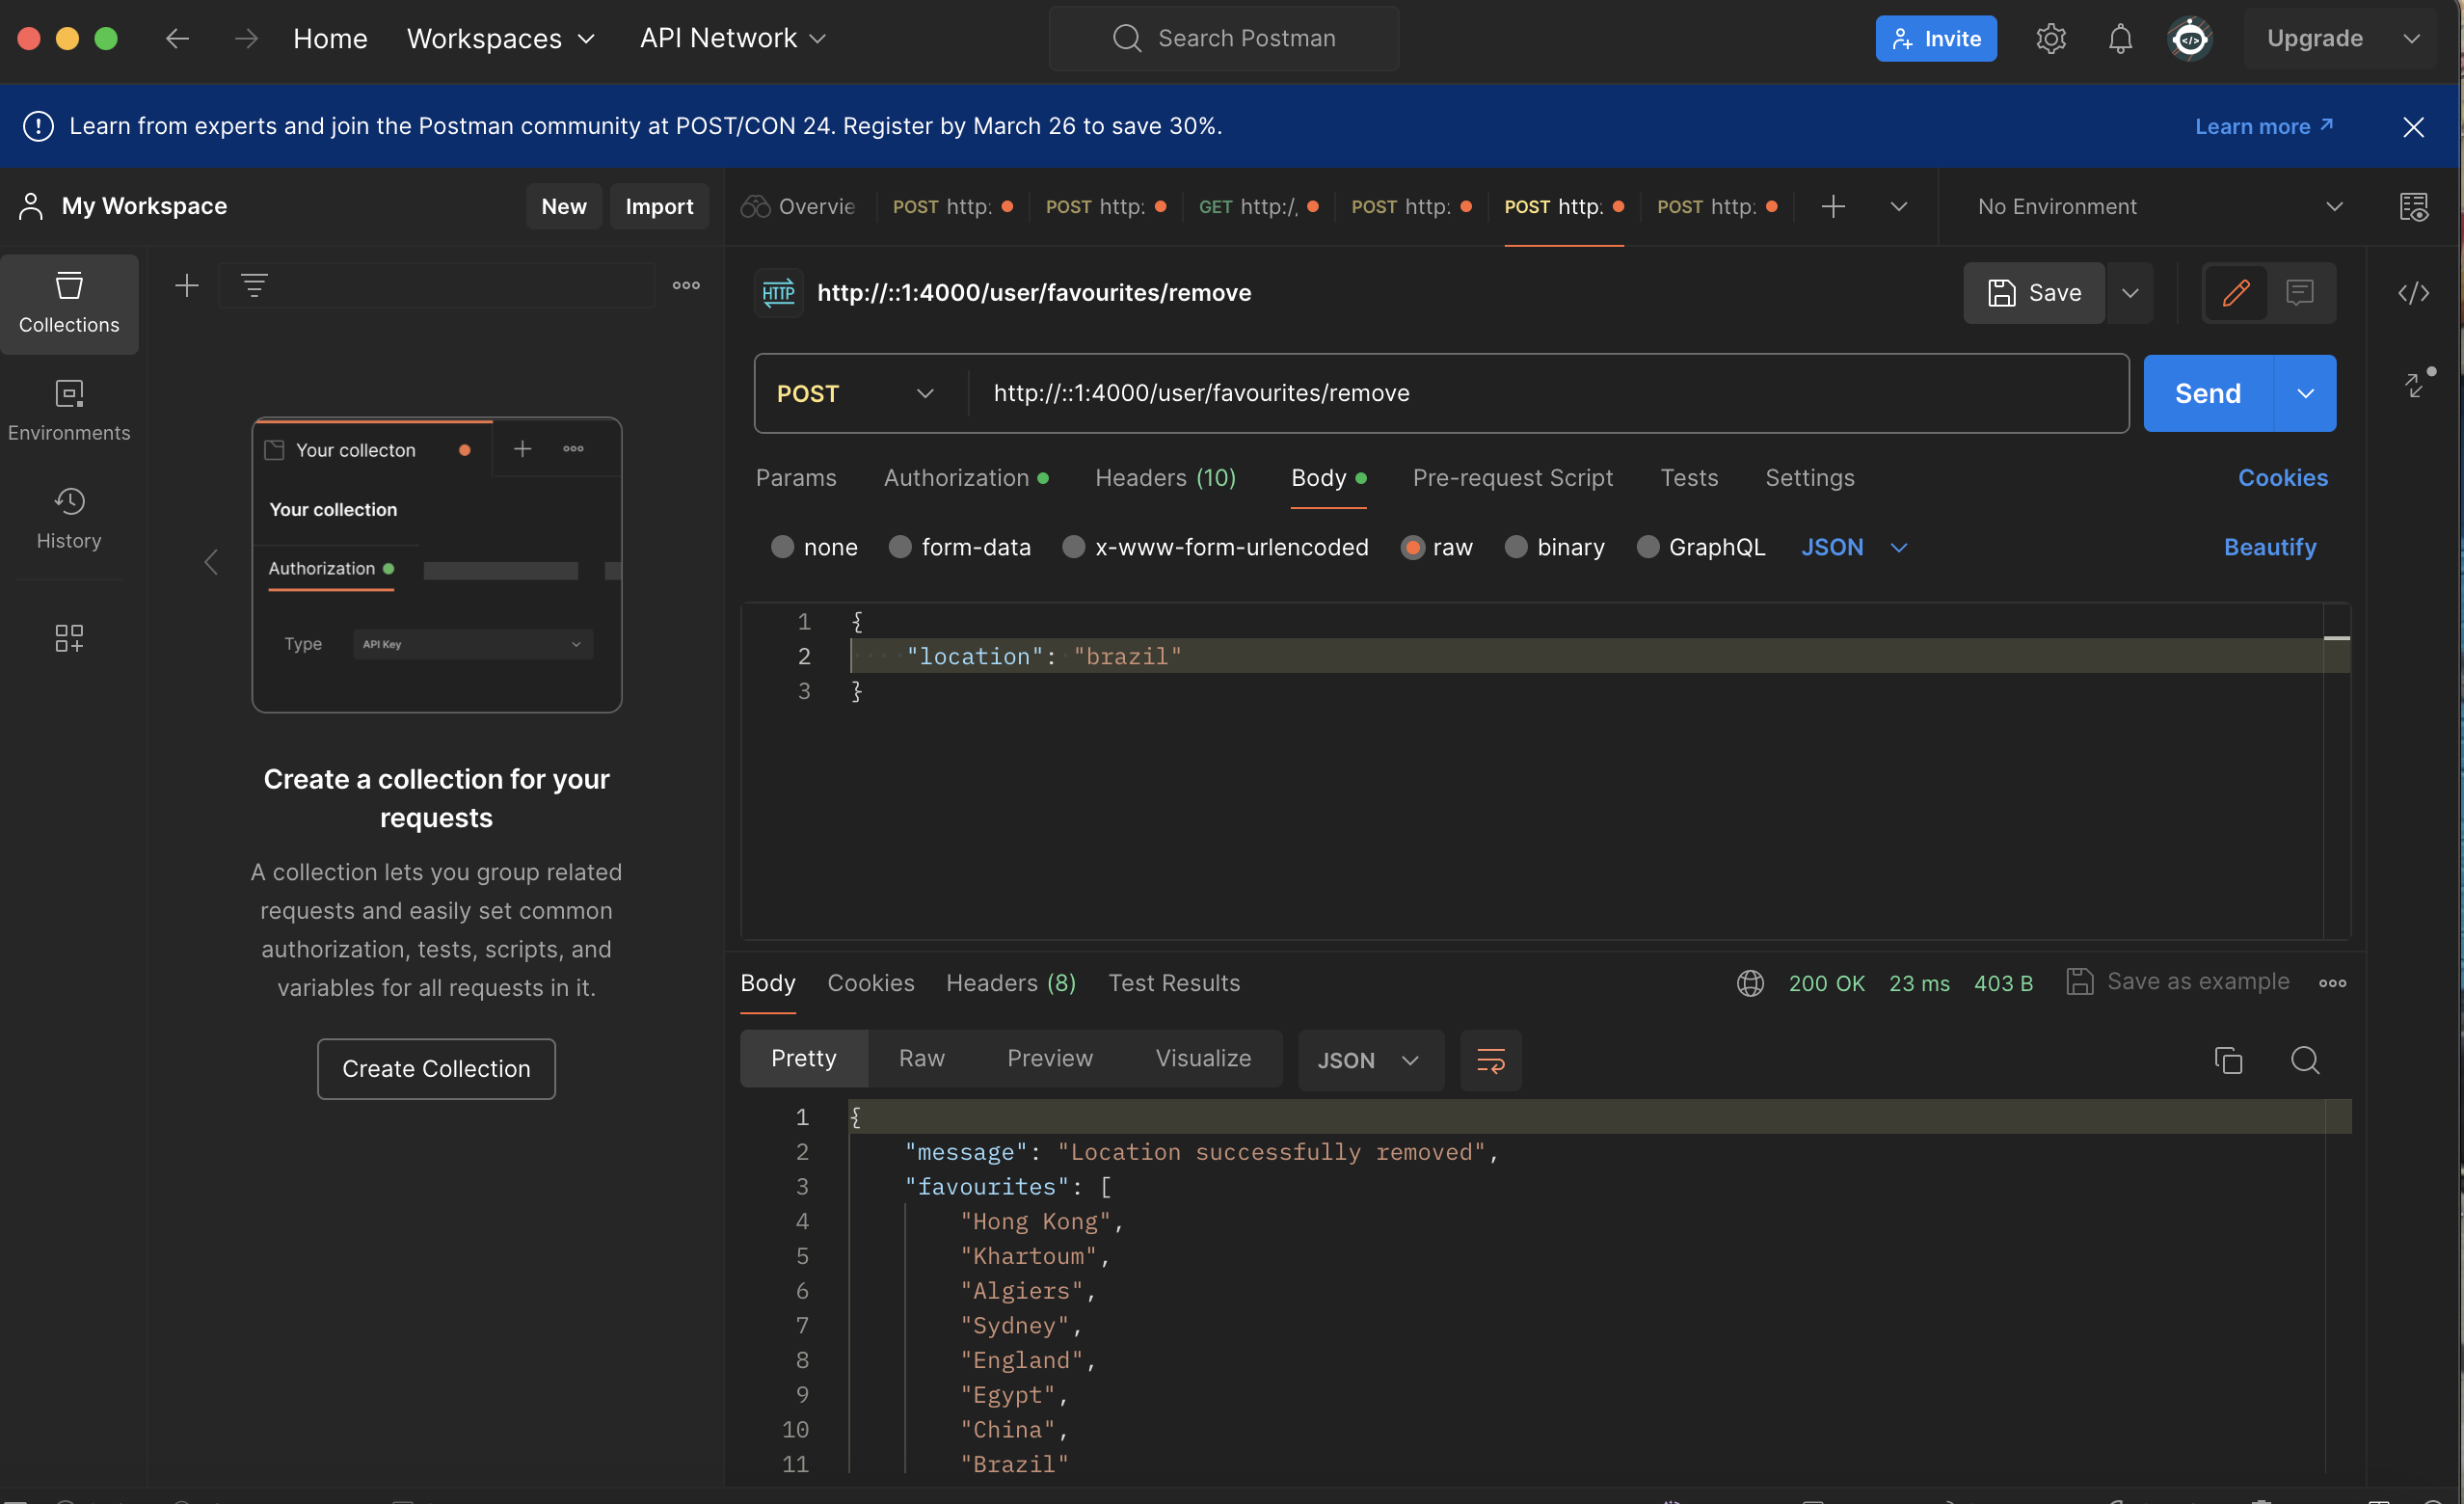 Home Workspaces API Network Search Postman Invite Upgrade
Learn from experts and join the Postman community at POST/CON 24. Register by March 26 to save 30%. Learn more
My Workspace New Import
Overvie POST http: POST http: GET http:/, POST http: POST http: POST http: No Environment
Collections
Environments
History
Your collecton
Your collection
Authorization
Type API Key
Create a collection for your
requests
A collection lets you group related
requests and easily set common
authorization, tests, scripts, and
variables for all requests in it.
Create Collection
HTTP http://::1:4000/user/favourites/remove Save
POST http://::1:4000/user/favourites/remove Send
Params Authorization Headers (10) Body Pre-request Script Tests Settings Cookies
none form-data x-www-form-urlencoded raw binary GraphQL JSON Beautify
1 {
2 "location": "brazil"
3 }
Body Cookies Headers (8) Test Results 200 OK 23 ms 403 B Save as example
Pretty Raw Preview Visualize JSON
1 {
2 "message": "Location successfully removed",
3 "favourites": [
4 "Hong Kong",
5 "Khartoum",
6 "Algiers",
7 "Sydney",
8 "England",
9 "Egypt",
10 "China",
11 "Brazil"